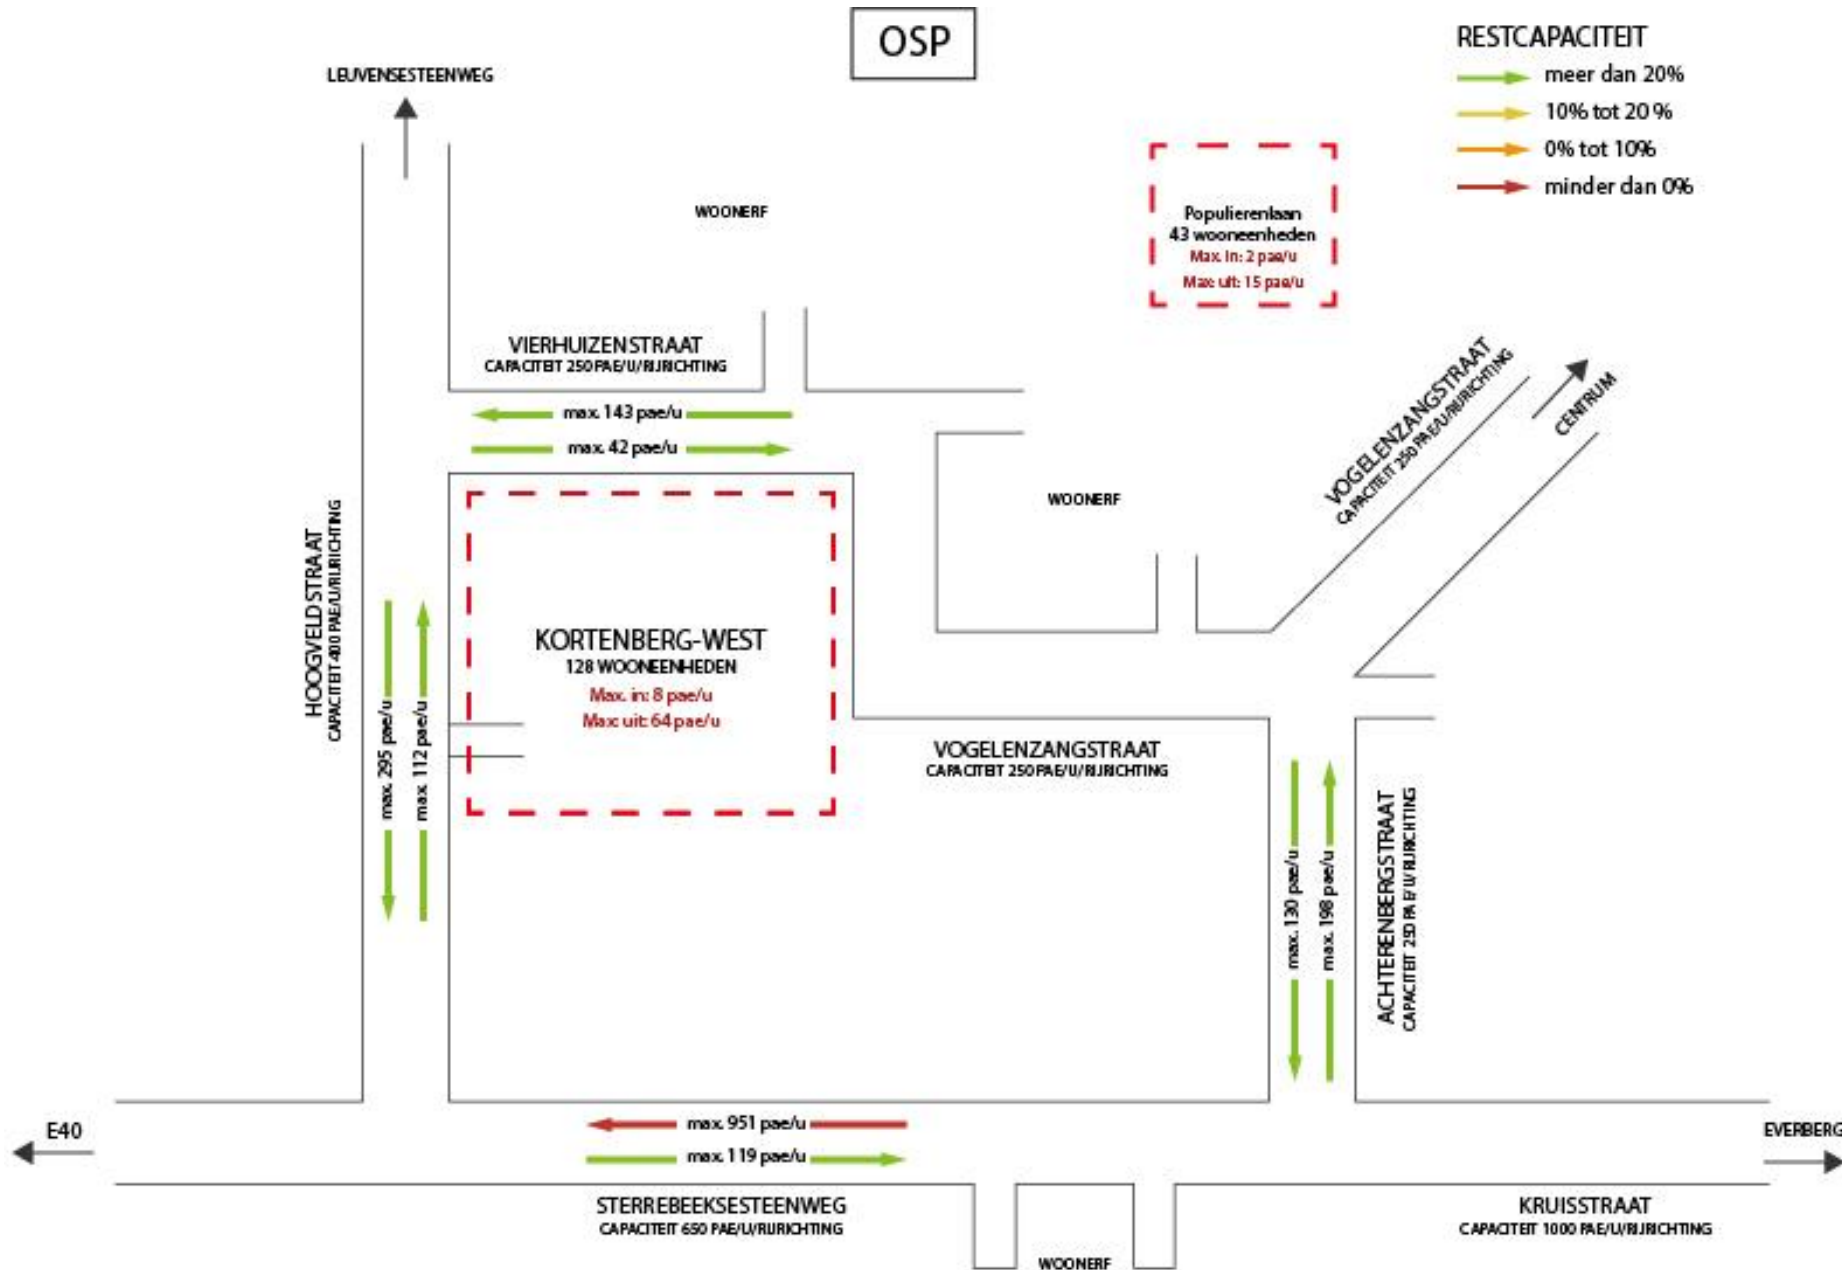 OSP
RESTCAPACITEIT
meer dan 20%
10% tot 20 %
0% tot 10%
minder dan 0%
LEUVENSESTEENWEG
WOONERF
Populierenlaan
43 wooneenheden
Max. in: 2 pae/u
Max uit: 15 pae/u
VIERHUIZENSTRAAT
CAPACITEIT 250 PAE/U/RIJRICHTING
max. 143 pae/u
max. 42 pae/u
VOGELENZANGSTRAAT
CAPACITEIT 250 PAE/U/RIJRICHTING
CENTRUM
WOONERF
HOOGVELDSTRAAT
CAPACITEIT 400 PAE/U/RIJRICHTING
max. 295 pae/u
max. 112 pae/u
KORTENBERG-WEST
128 WOONEENHEDEN
Max. in: 8 pae/u
Max uit: 64 pae/u
VOGELENZANGSTRAAT
CAPACITEIT 250 PAE/U/RIJRICHTING
max. 130 pae/u
max. 198 pae/u
ACHTERENBERGSTRAAT
CAPACITEIT 250 PAE/U/RIJRICHTING
E40
max. 951 pae/u
max. 119 pae/u
EVERBERG
STERREBEEKSESTEENWEG
CAPACITEIT 650 PAE/U/RIJRICHTING
KRUISSTRAAT
CAPACITEIT 1000 PAE/U/RIJRICHTING
WOONERF